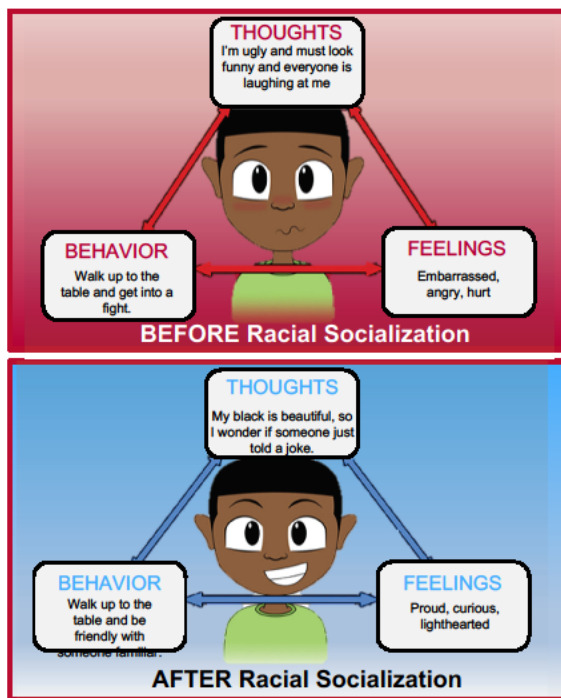 THOUGHTS
I'm ugly and must look
funny and everyone is
laughing at me
BEHAVIOR
Walk up to the
table and get into a
fight.
FEELINGS
Embarrassed,
angry, hurt
BEFORE Racial Socialization
THOUGHTS
My black is beautiful, so
I wonder if someone just
told a joke.
BEHAVIOR
Walk up to the
table and be
friendly with
someone familiar.
FEELINGS
Proud, curious,
lighthearted
AFTER Racial Socialization